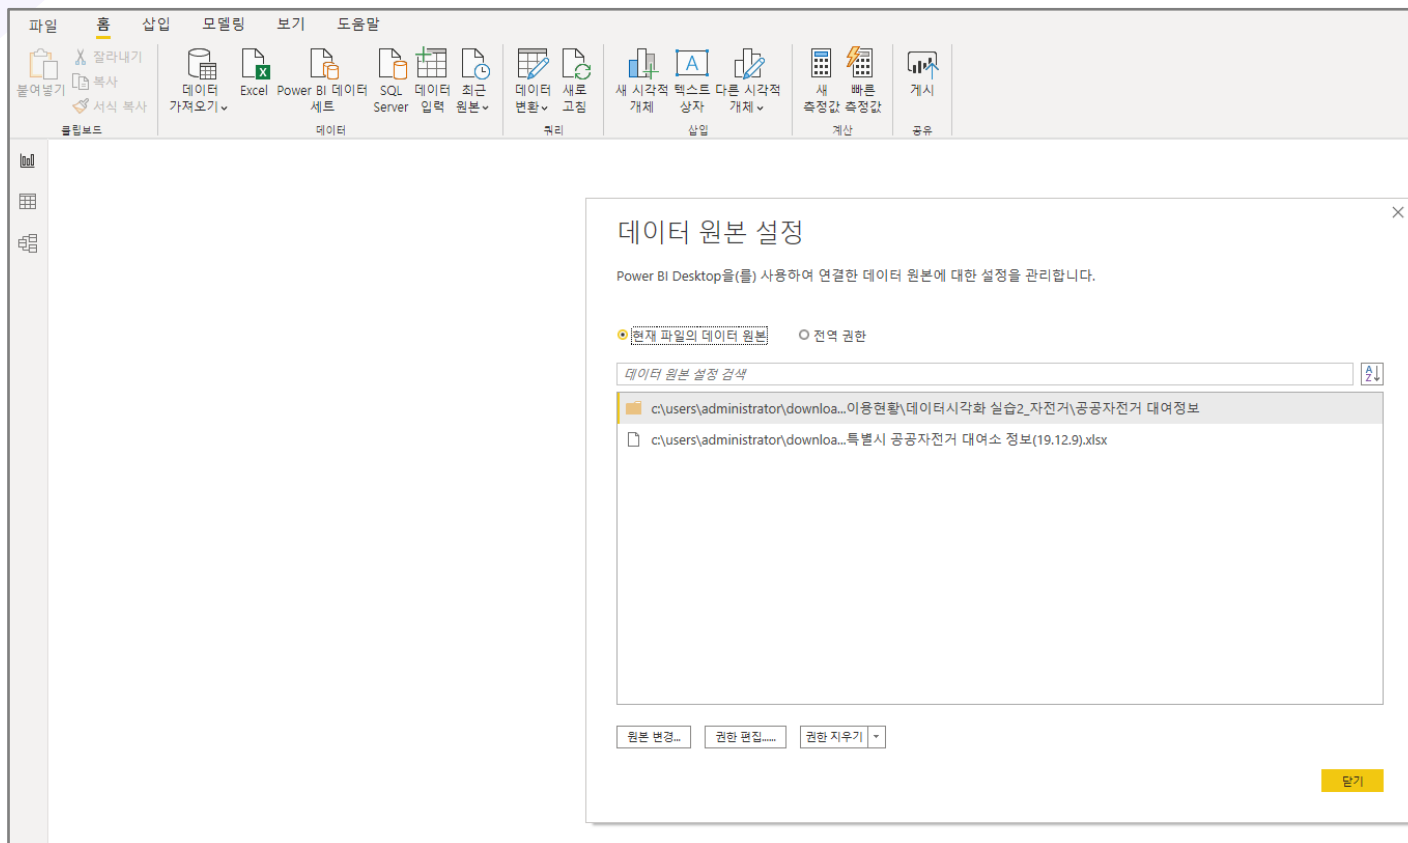 파일 홈 삽입 모델링 보기 도움말
붙여넣기
잘라내기
복사
서식 복사
클립보드
데이터
가져오기
Excel
Power BI 데이터
세트
SQL
Server
데이터
입력
최근
원본
데이터
데이터
변환
새로
고침
쿼리
새 시각적
개체
텍스트
상자
다른 시각적
개체
삽입
새
측정값
빠른
측정값
계산
게시
공유
데이터 원본 설정
Power BI Desktop을(를) 사용하여 연결한 데이터 원본에 대한 설정을 관리합니다.
현재 파일의 데이터 원본 전역 권한
데이터 원본 설정 검색
c:\users\administrator\downloa...이용현황\데이터시각화 실습2_자전거\공공자전거 대여정보
c:\users\administrator\downloa...특별시 공공자전거 대여소 정보(19.12.9).xlsx
원본 변경... 권한 편집...... 권한 지우기
닫기